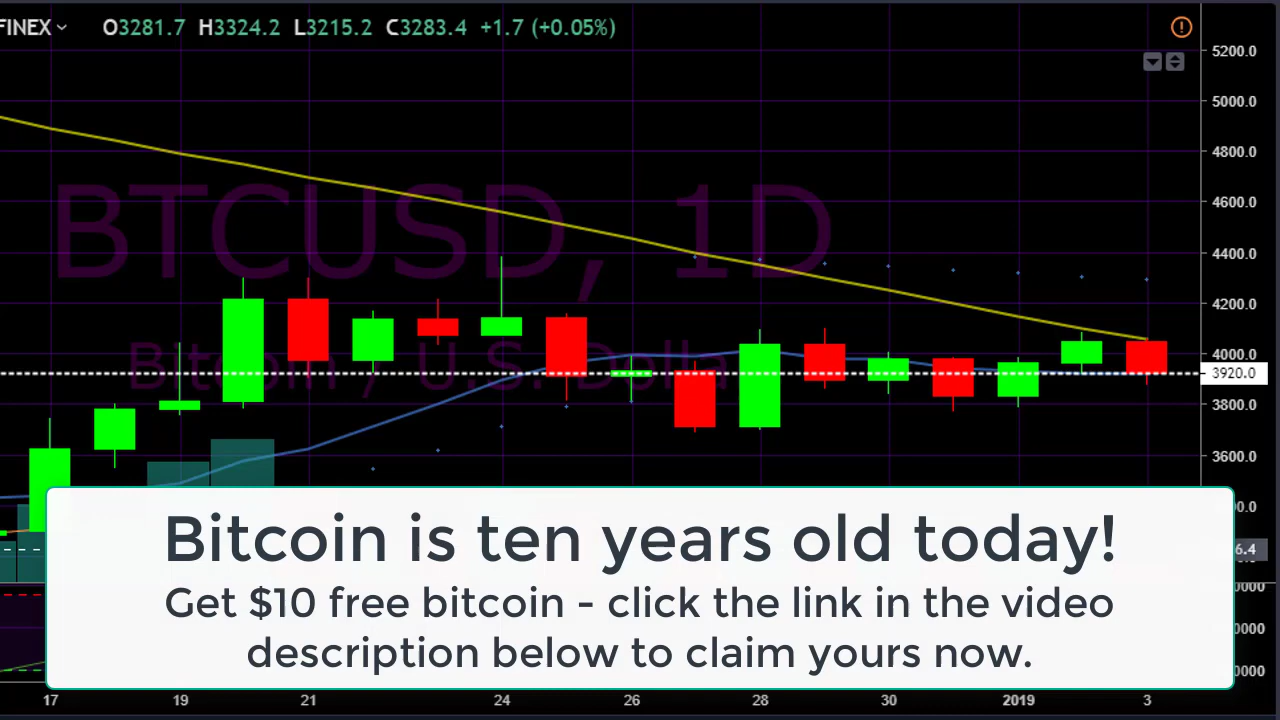 FINEX O3281.7 H3324.2 L3215.2 C3283.4 +1.7 (+0.05%)
5200.0
5000.0
4800.0
BTCUSD, 1D
4600.0
4400.0
4200.0
4000.0
Bitcoin / U.S. Dollar
3920.0
3800.0
3600.0
Bitcoin is ten years old today!
Get $10 free bitcoin - click the link in the video
description below to claim yours now.
17 19 21 24 26 28 30 2019 3